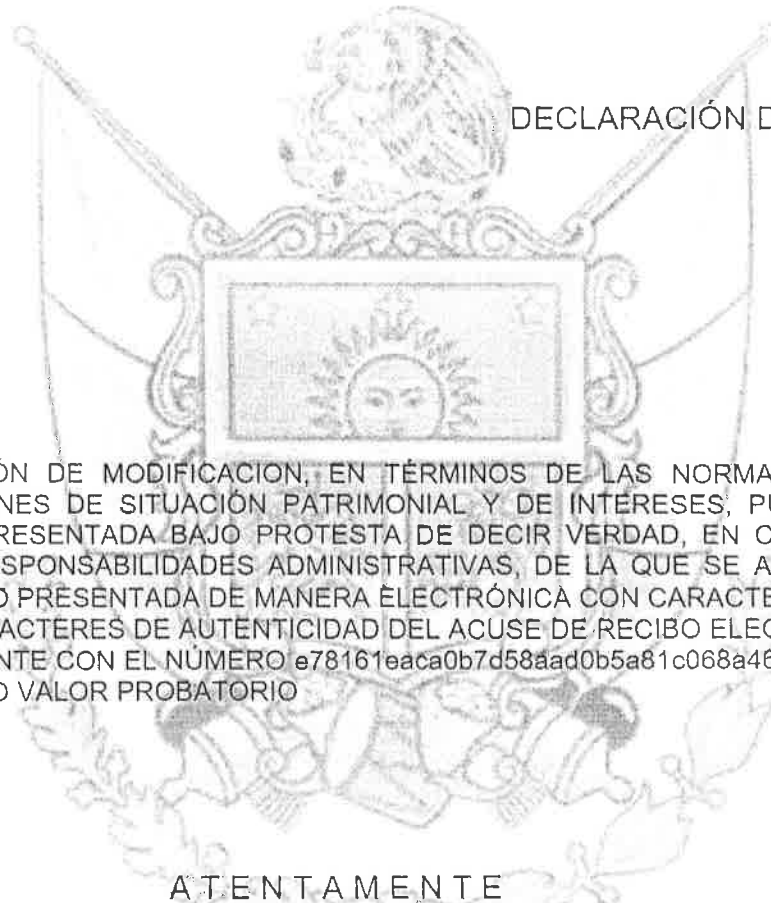 DECLARACIÓN D
ÓN DE MODIFICACION, EN TÉRMINOS DE LAS NORMA
NES DE SITUACIÓN PATRIMONIAL Y DE INTERESES, PU
RESENTADA BAJO PROTESTA DE DECIR VERDAD, EN C
SPONSABILIDADES ADMINISTRATIVAS, DE LA QUE SE A
O PRESENTADA DE MANERA ELECTRÓNICA CON CARACTE
ACTERES DE AUTENTICIDAD DEL ACUSE DE RECIBO ELEC
NTE CON EL NÚMERO e78161eaca0b7d58aad0b5a81c068a46
O VALOR PROBATORIO
A T E N T A M E N T E